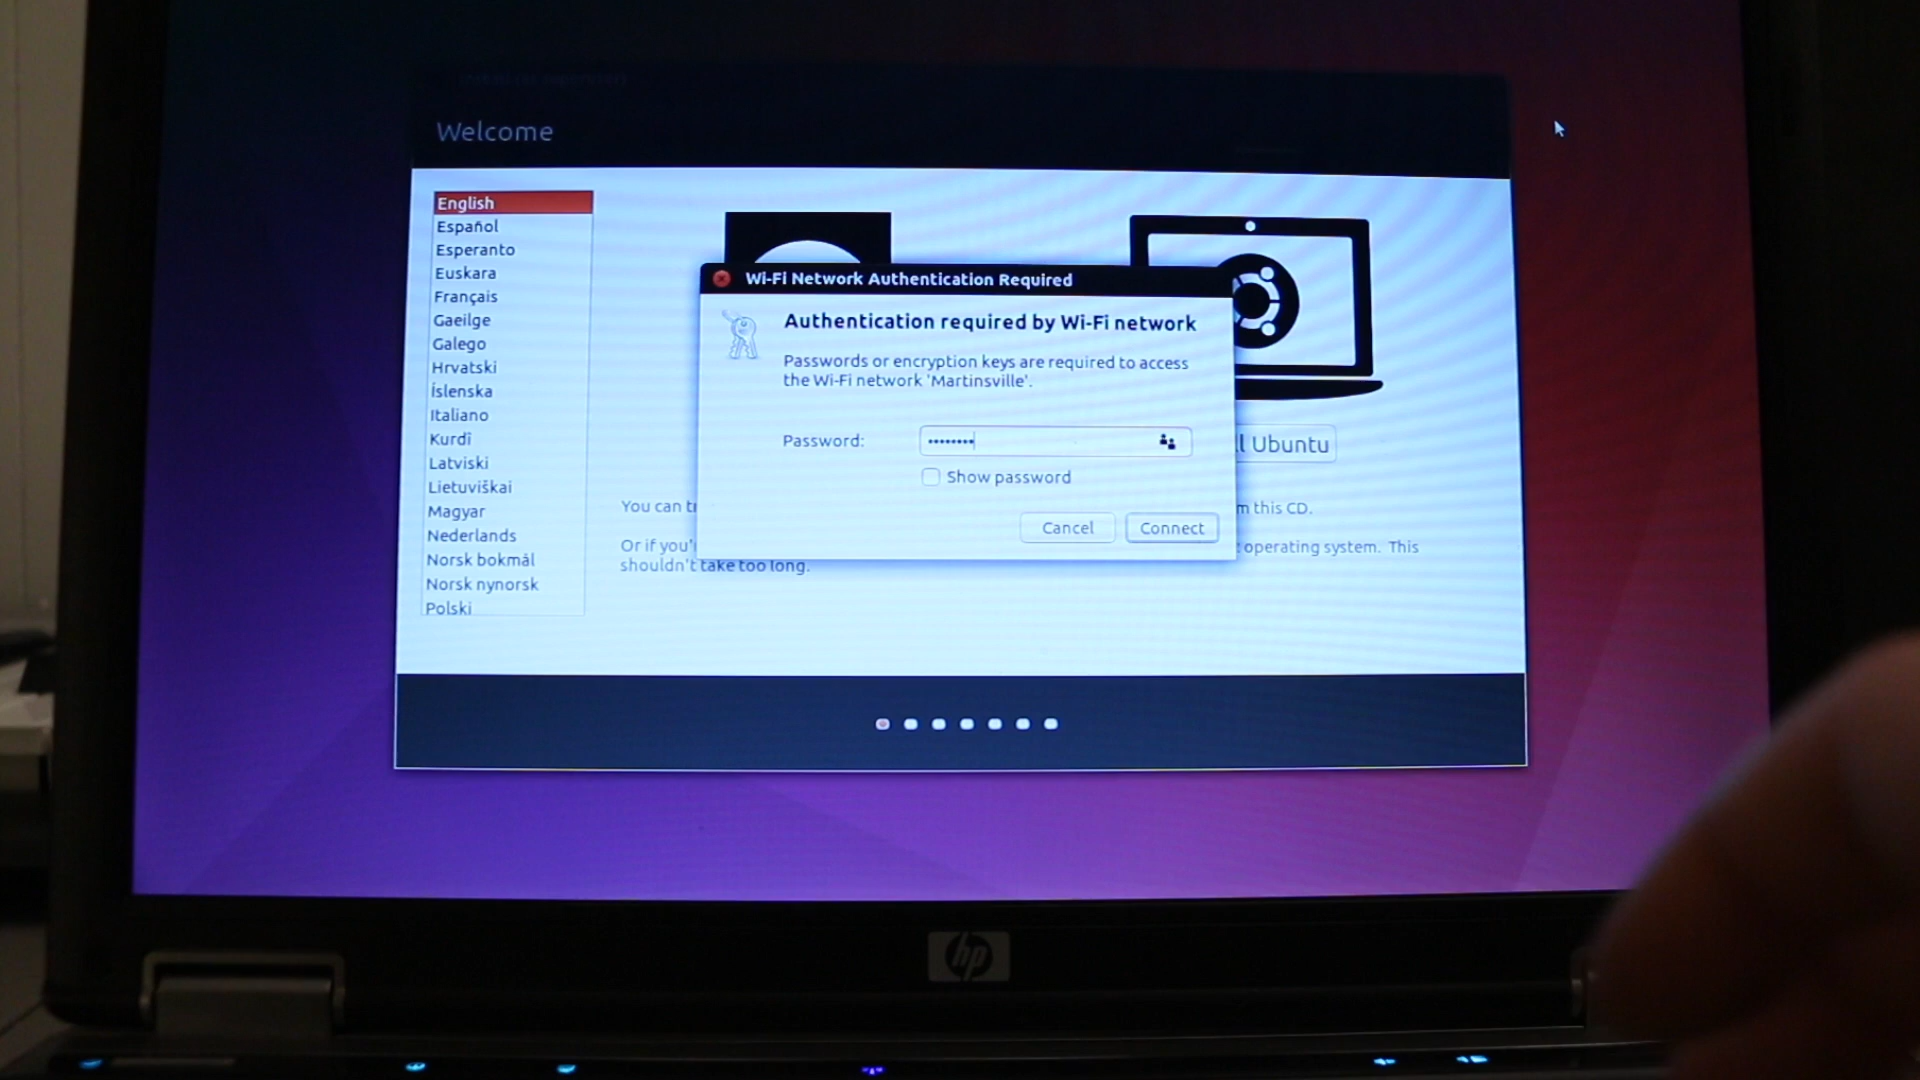 Welcome
English
Español
Esperanto
Euskara
Français
Gaeilge
Galego
Hrvatski
Íslenska
Italiano
Kurdî
Latviski
Lietuviškai
Magyar
Nederlands
Norsk bokmål
Norsk nynorsk
Polski
Wi-Fi Network Authentication Required
Authentication required by Wi-Fi network
Passwords or encryption keys are required to access
the Wi-Fi network 'Martinsville'.
Password: ••••••••
Show password
Cancel Connect
Ubuntu
You can
this CD.
Or if you'
operating system. This
shouldn't take too long.
hp